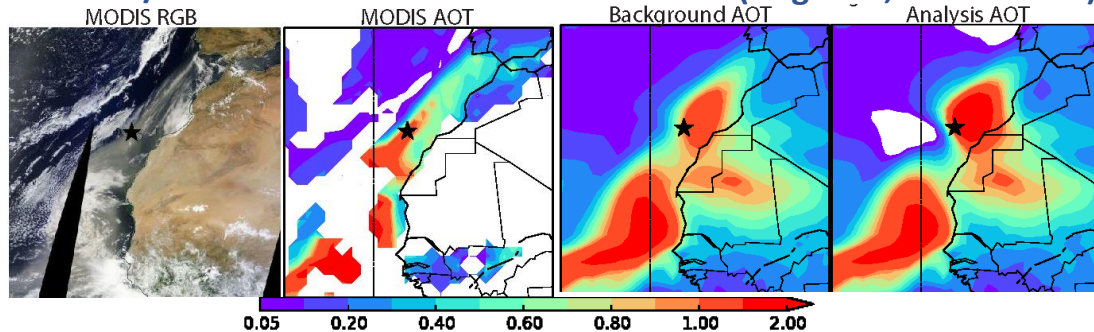 MODIS RGB
MODIS AOT
Background AOT
Analysis AOT
0.05 0.20 0.40 0.60 0.80 1.00 2.00